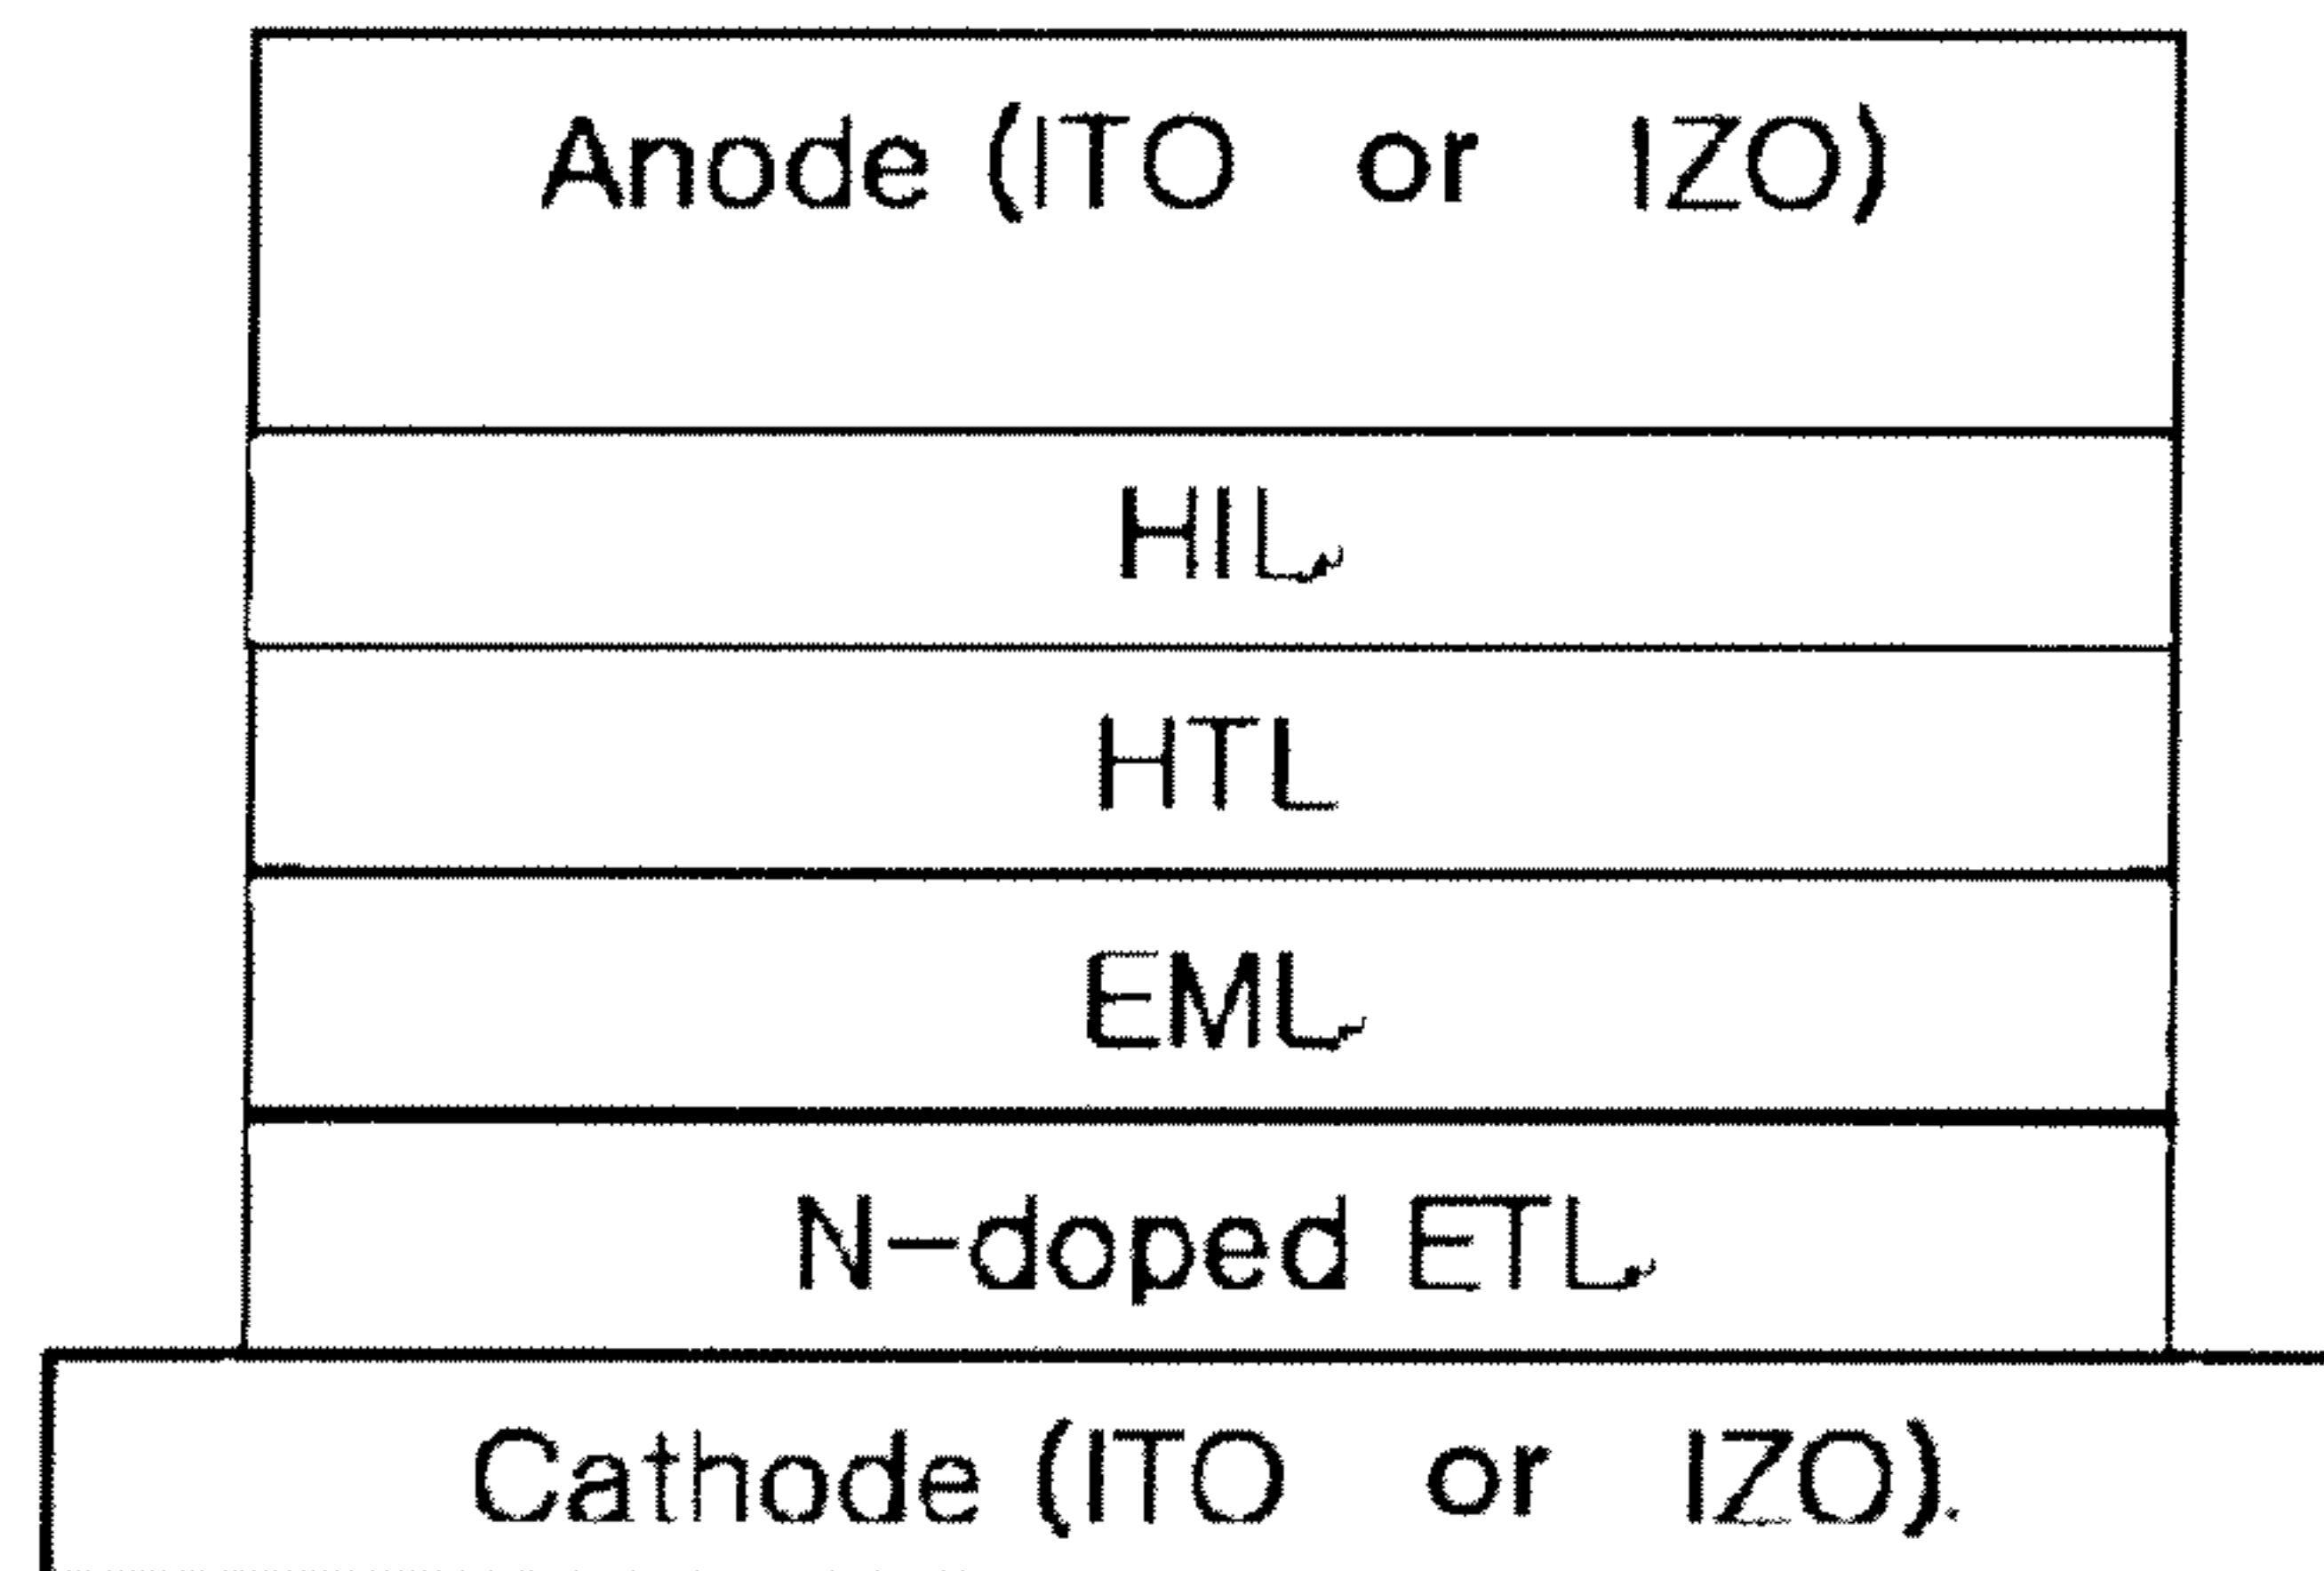 Anode (ITO or IZO)
HIL
HTL
EML
N-doped ETL
Cathode (ITO or IZO)